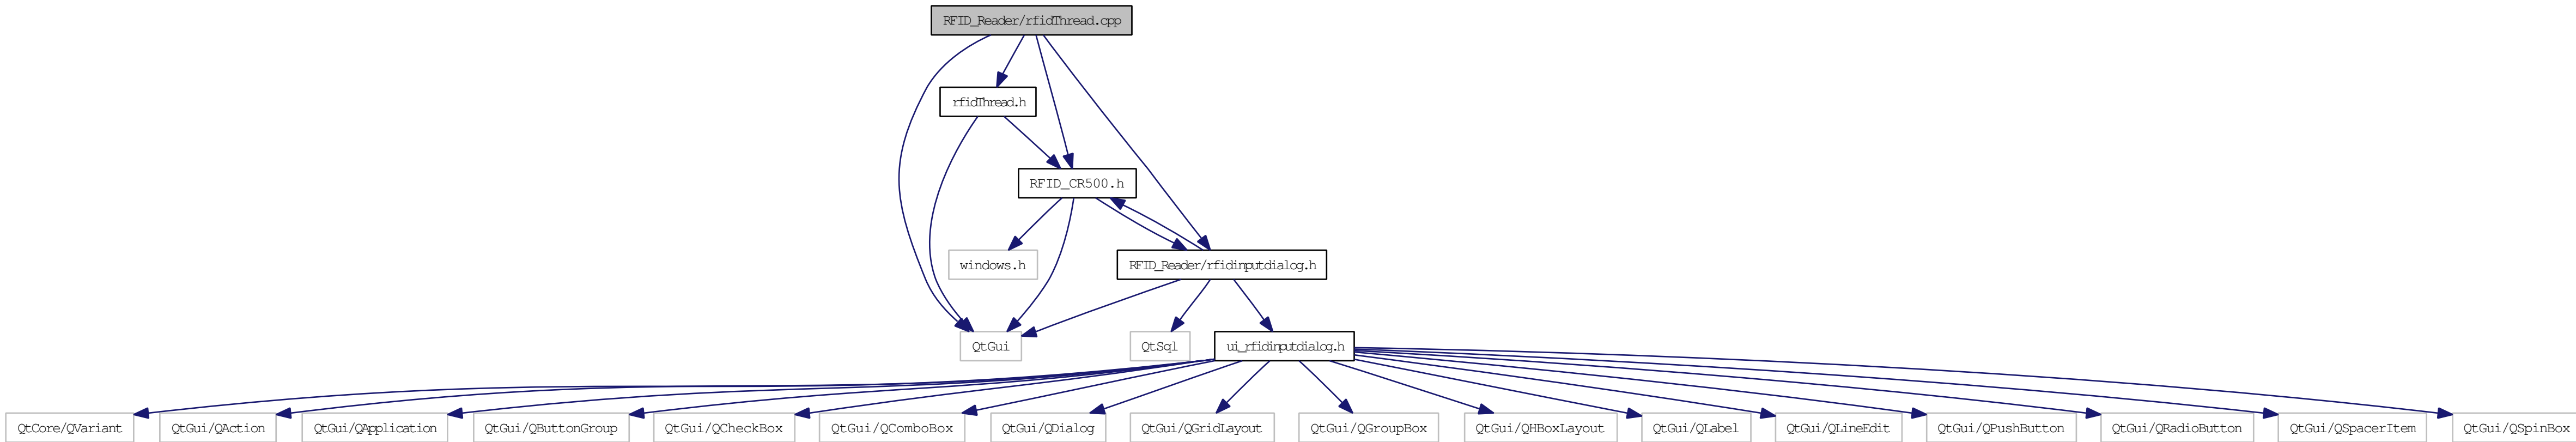 RFID_Reader/rfidThread.cpp
rfidThread.h
RFID_CR500.h
windows.h
RFID_Reader/rfidinputdialog.h
QtGui
QtSql
ui_rfidinputdialog.h
QtCore/QVariant
QtGui/QAction
QtGui/QApplication
QtGui/QButtonGroup
QtGui/QCheckBox
QtGui/QComboBox
QtGui/QDialog
QtGui/QGridLayout
QtGui/QGroupBox
QtGui/QHBoxLayout
QtGui/QLabel
QtGui/QLineEdit
QtGui/QPushButton
QtGui/QRadioButton
QtGui/QSpacerItem
QtGui/QSpinBox